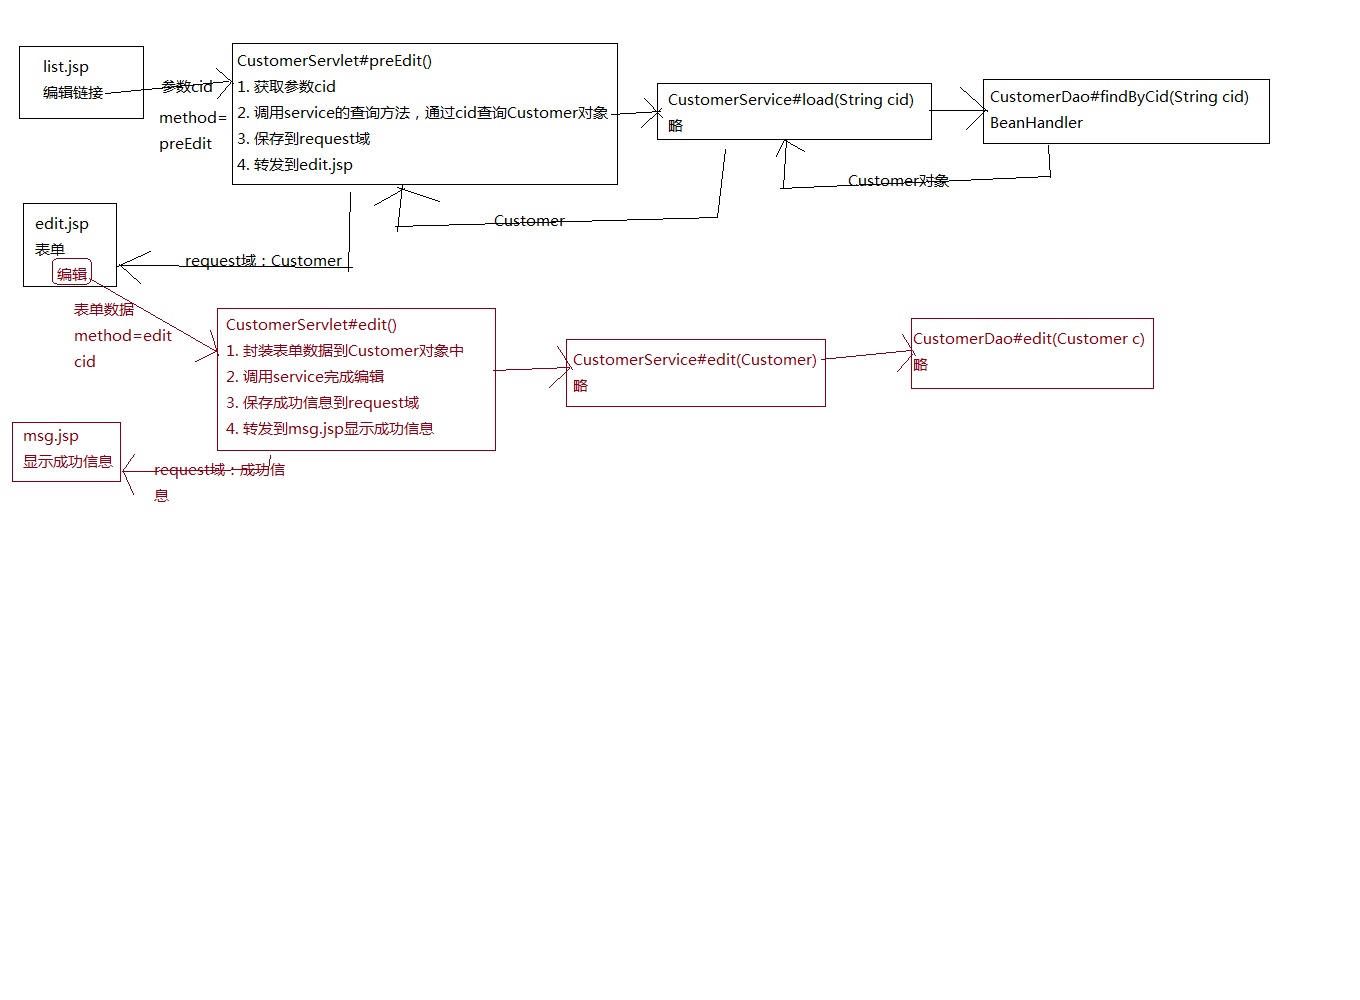 list.jsp
编辑链接
参数cid
method=
preEdit
CustomerServlet#preEdit()
1. 获取参数cid
2. 调用service的查询方法，通过cid查询Customer对象
3. 保存到request域
4. 转发到edit.jsp
CustomerService#load(String cid)
略
CustomerDao#findByCid(String cid)
BeanHandler
Customer对象
Customer
request域：Customer
edit.jsp
表单
编辑
表单数据
method=edit
cid
CustomerServlet#edit()
1. 封装表单数据到Customer对象中
2. 调用service完成编辑
3. 保存成功信息到request域
4. 转发到msg.jsp显示成功信息
CustomerService#edit(Customer)
略
CustomerDao#edit(Customer c)
略
msg.jsp
显示成功信息
request域：成功信
息